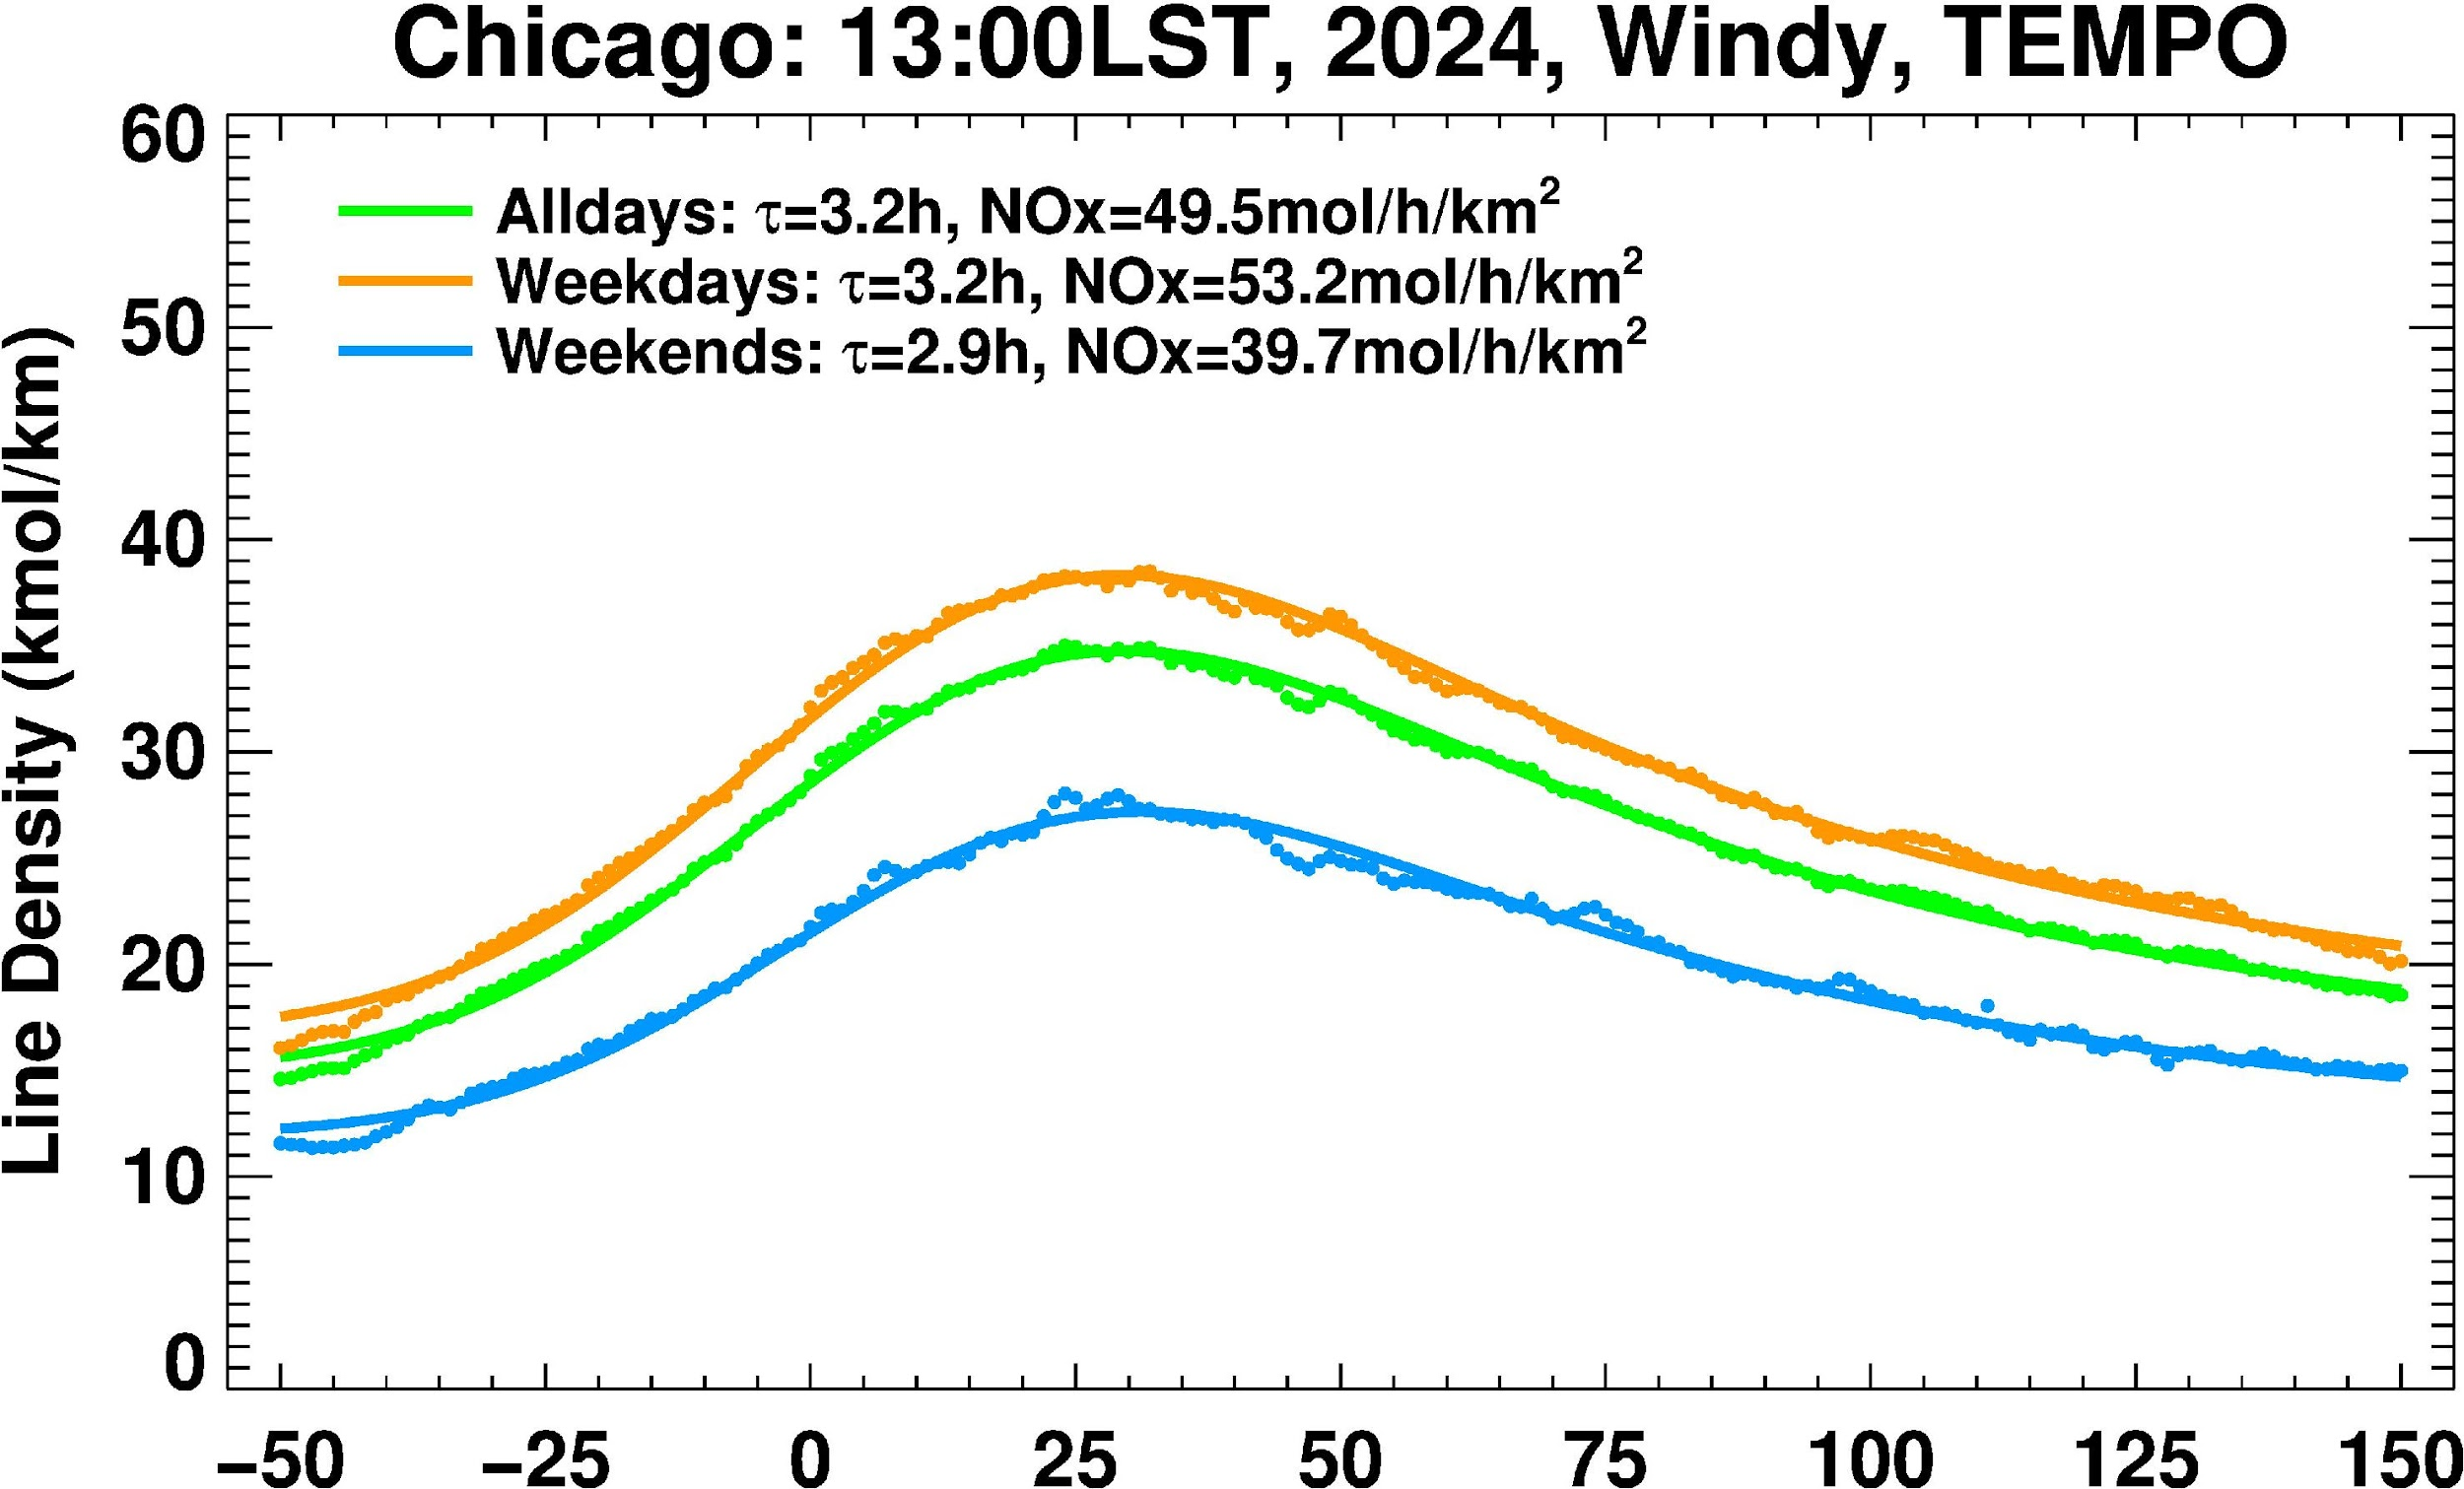 Chicago: 13:00LST, 2024, Windy, TEMPO
Line Density (kmol/km)
60
50
40
30
20
10
0
Alldays: τ=3.2h, NOx=49.5mol/h/km²
Weekdays: τ=3.2h, NOx=53.2mol/h/km²
Weekends: τ=2.9h, NOx=39.7mol/h/km²
−50 −25 0 25 50 75 100 125 150